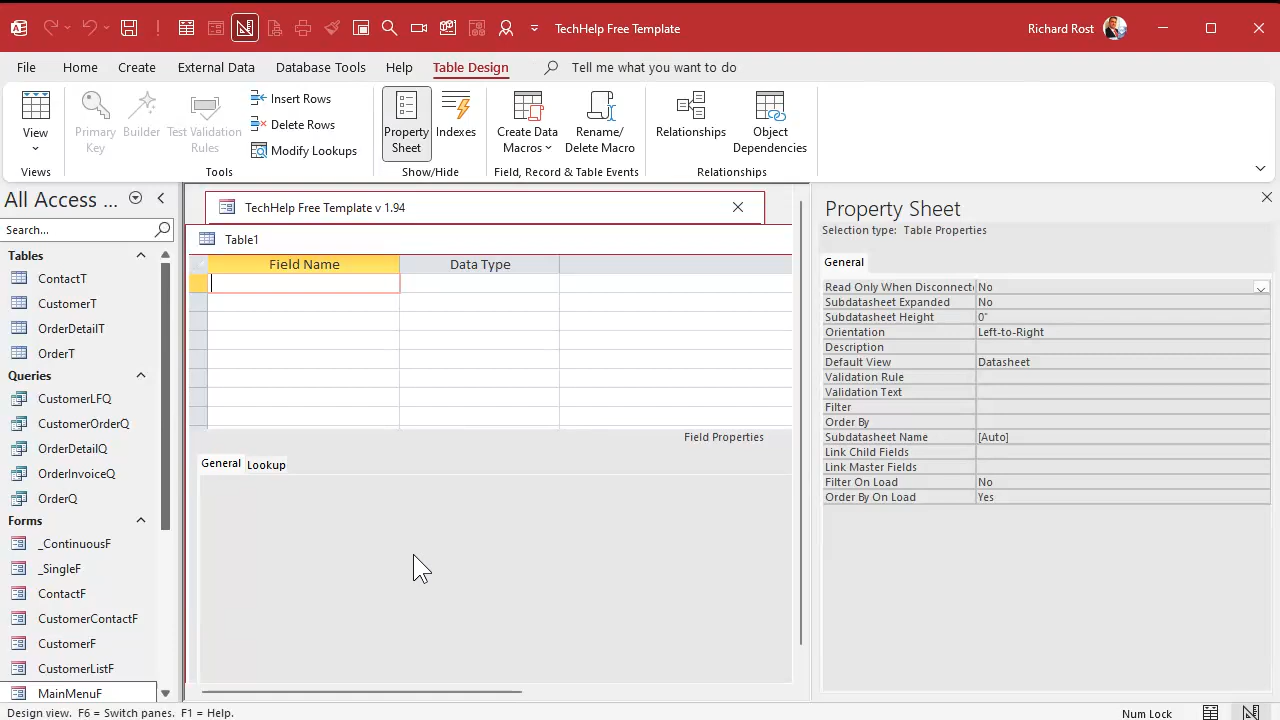 TechHelp Free Template
Richard Rost
File Home Create External Data Database Tools Help Table Design Tell me what you want to do
View
Views
Primary Key
Builder
Test Validation Rules
Insert Rows
Delete Rows
Modify Lookups
Tools
Property Sheet
Indexes
Show/Hide
Create Data Macros
Rename/ Delete Macro
Field, Record & Table Events
Relationships
Object Dependencies
Relationships
All Access ...
Search...
Tables
ContactT
CustomerT
OrderDetailT
OrderT
Queries
CustomerLFQ
CustomerOrderQ
OrderDetailQ
OrderInvoiceQ
OrderQ
Forms
_ContinuousF
_SingleF
ContactF
CustomerContactF
CustomerF
CustomerListF
MainMenuF
TechHelp Free Template v 1.94
Table1
Field Name Data Type
Field Properties
General Lookup
Property Sheet
Selection type: Table Properties
General
Read Only When Disconnecte No
Subdatasheet Expanded No
Subdatasheet Height 0"
Orientation Left-to-Right
Description
Default View Datasheet
Validation Rule
Validation Text
Filter
Order By
Subdatasheet Name [Auto]
Link Child Fields
Link Master Fields
Filter On Load No
Order By On Load Yes
Design view. F6 = Switch panes. F1 = Help.
Num Lock